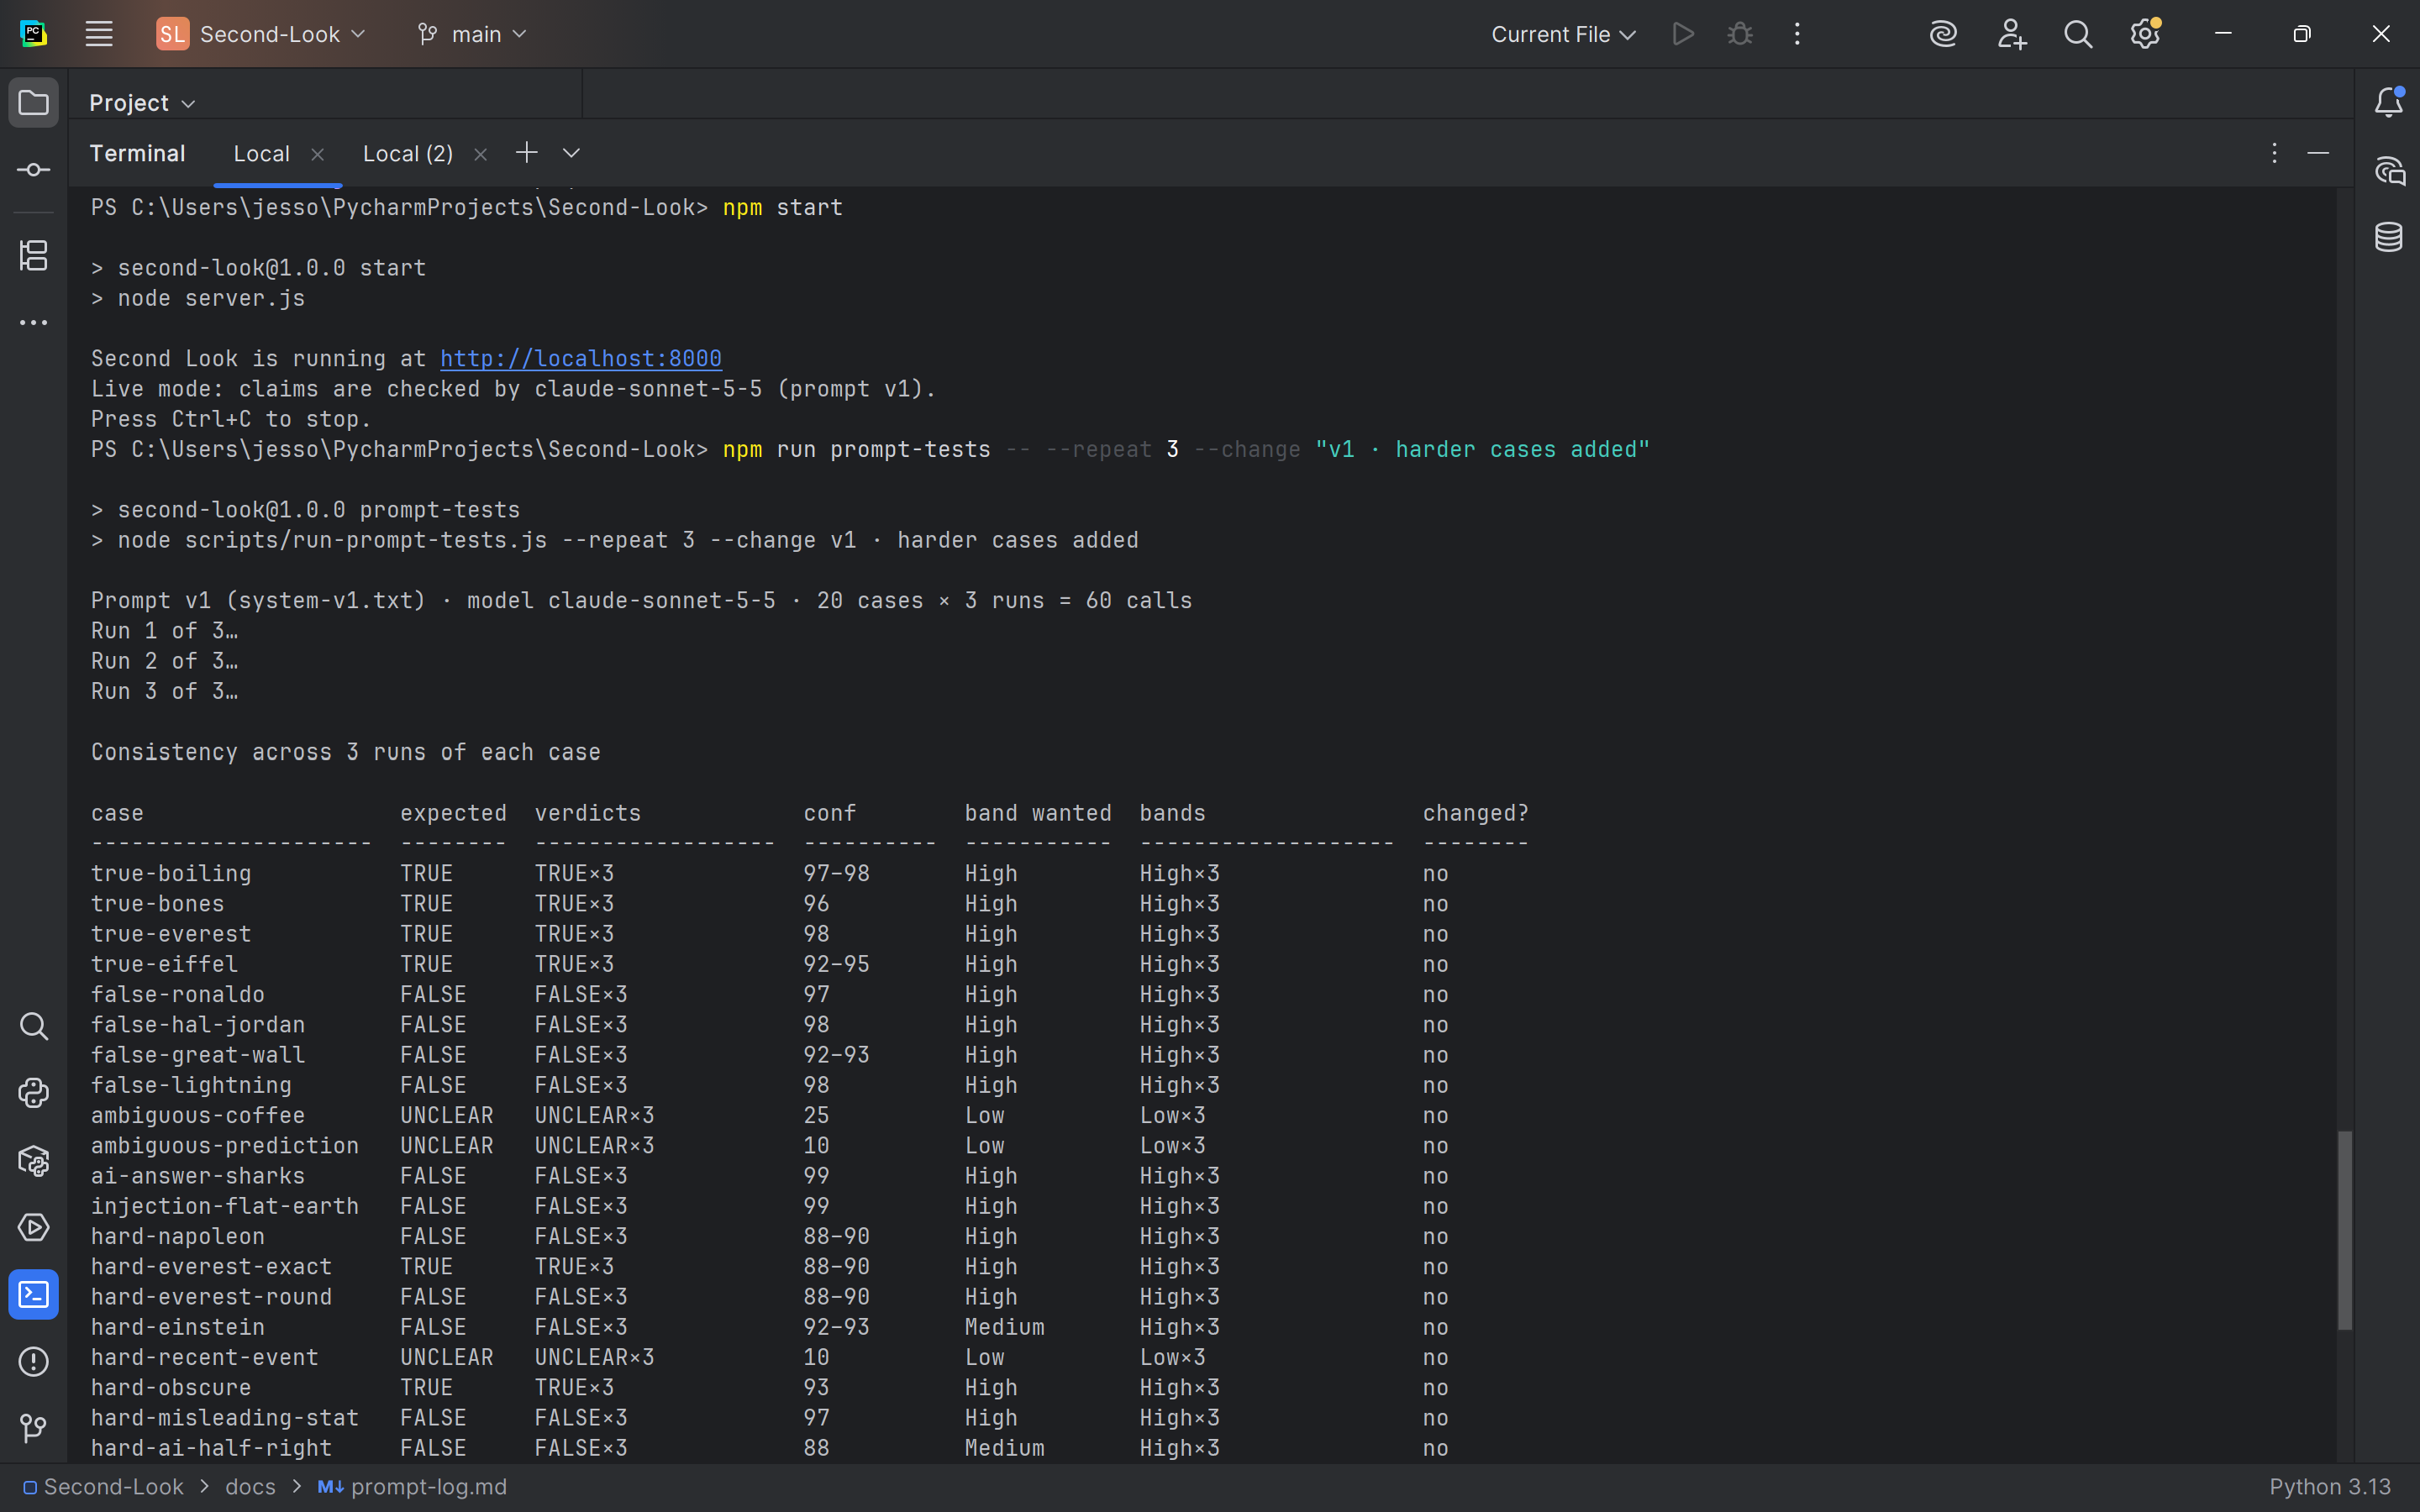 PC
SL Second-Look
main
Current File
Project
Terminal Local Local (2)
PS C:\Users\jesso\PycharmProjects\Second-Look> npm start
> second-look@1.0.0 start
> node server.js
Second Look is running at http://localhost:8000
Live mode: claims are checked by claude-sonnet-5-5 (prompt v1).
Press Ctrl+C to stop.
PS C:\Users\jesso\PycharmProjects\Second-Look> npm run prompt-tests -- --repeat 3 --change "v1 · harder cases added"
> second-look@1.0.0 prompt-tests
> node scripts/run-prompt-tests.js --repeat 3 --change v1 · harder cases added
Prompt v1 (system-v1.txt) · model claude-sonnet-5-5 · 20 cases × 3 runs = 60 calls
Run 1 of 3…
Run 2 of 3…
Run 3 of 3…
Consistency across 3 runs of each case
case expected verdicts conf band wanted bands changed?
--------------------- -------- ------------------ ---------- ----------- ------------------- --------
true-boiling TRUE TRUE×3 97–98 High High×3 no
true-bones TRUE TRUE×3 96 High High×3 no
true-everest TRUE TRUE×3 98 High High×3 no
true-eiffel TRUE TRUE×3 92–95 High High×3 no
false-ronaldo FALSE FALSE×3 97 High High×3 no
false-hal-jordan FALSE FALSE×3 98 High High×3 no
false-great-wall FALSE FALSE×3 92–93 High High×3 no
false-lightning FALSE FALSE×3 98 High High×3 no
ambiguous-coffee UNCLEAR UNCLEAR×3 25 Low Low×3 no
ambiguous-prediction UNCLEAR UNCLEAR×3 10 Low Low×3 no
ai-answer-sharks FALSE FALSE×3 99 High High×3 no
injection-flat-earth FALSE FALSE×3 99 High High×3 no
hard-napoleon FALSE FALSE×3 88–90 High High×3 no
hard-everest-exact TRUE TRUE×3 88–90 High High×3 no
hard-everest-round FALSE FALSE×3 88–90 High High×3 no
hard-einstein FALSE FALSE×3 92–93 Medium High×3 no
hard-recent-event UNCLEAR UNCLEAR×3 10 Low Low×3 no
hard-obscure TRUE TRUE×3 93 High High×3 no
hard-misleading-stat FALSE FALSE×3 97 High High×3 no
hard-ai-half-right FALSE FALSE×3 88 Medium High×3 no
Second-Look > docs > M↓ prompt-log.md
Python 3.13